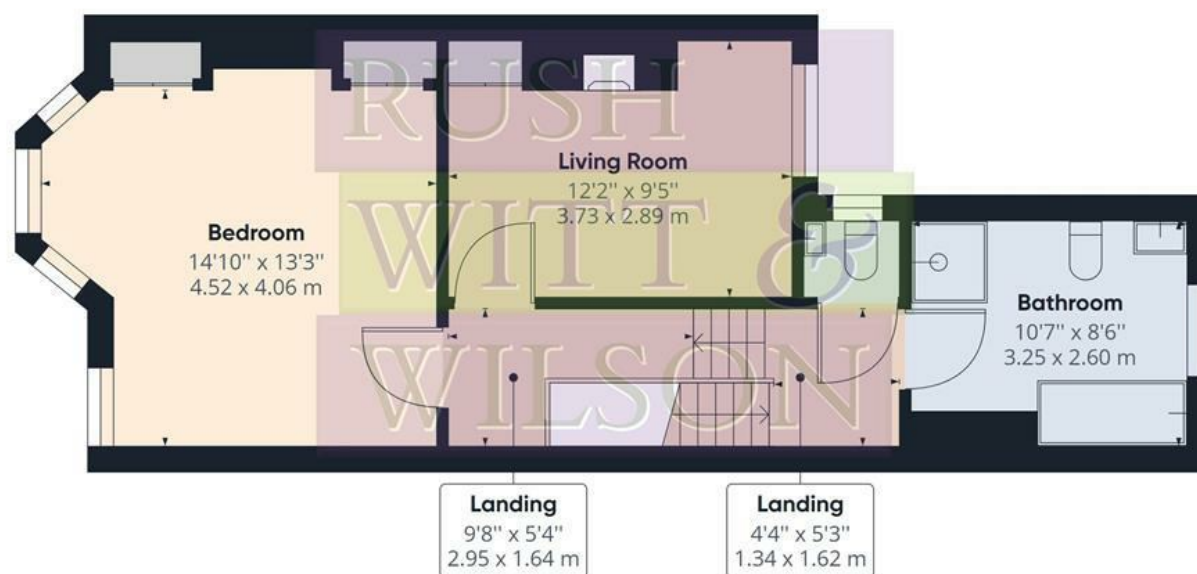 RUSH
WITT &
WILSON
Bedroom
14'10" x 13'3"
4.52 x 4.06 m
Living Room
12'2" x 9'5"
3.73 x 2.89 m
Bathroom
10'7" x 8'6"
3.25 x 2.60 m
Landing
9'8" x 5'4"
2.95 x 1.64 m
Landing
4'4" x 5'3"
1.34 x 1.62 m